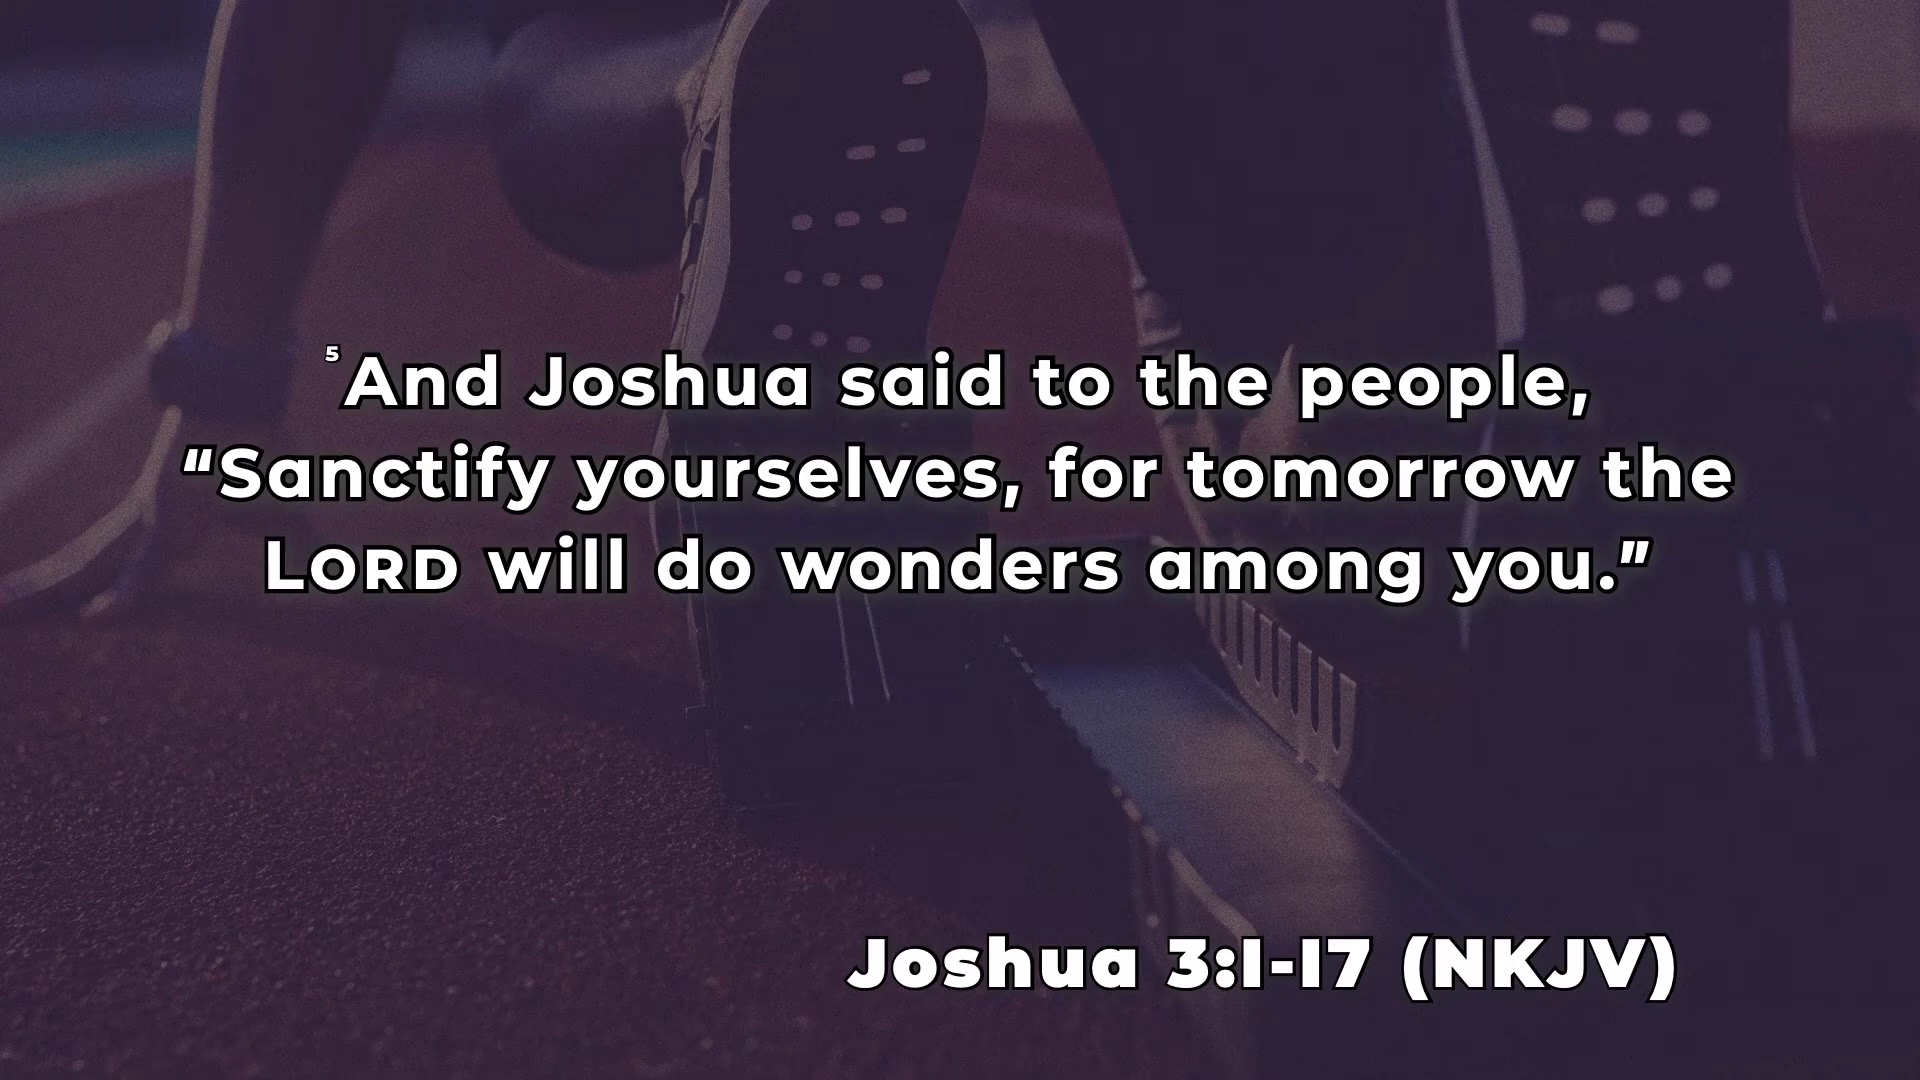 ⁵And Joshua said to the people,
“Sanctify yourselves, for tomorrow the
LORD will do wonders among you.”
Joshua 3:1-17 (NKJV)